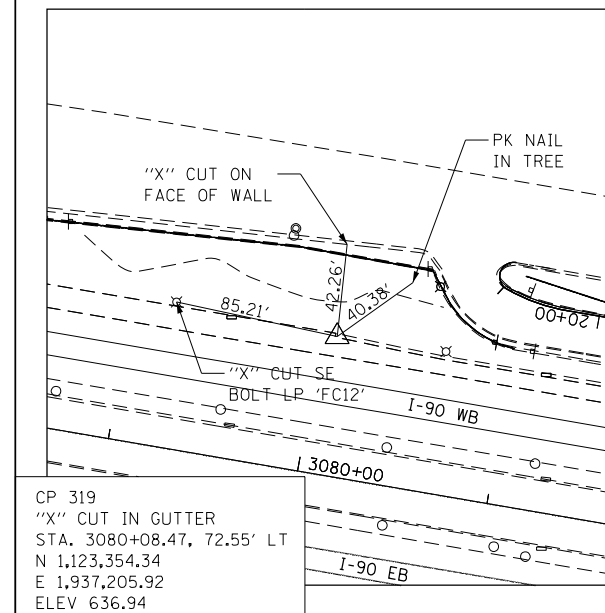 PK NAIL
IN TREE
"X" CUT ON
FACE OF WALL
42.26'
40.38'
85.21'
00+02
"X" CUT SE
BOLT LP 'FC12'
I-90 WB
3080+00
I-90 EB
CP 319
"X" CUT IN GUTTER
STA. 3080+08.47, 72.55' LT
N 1,123,354.34
E 1,937,205.92
ELEV 636.94